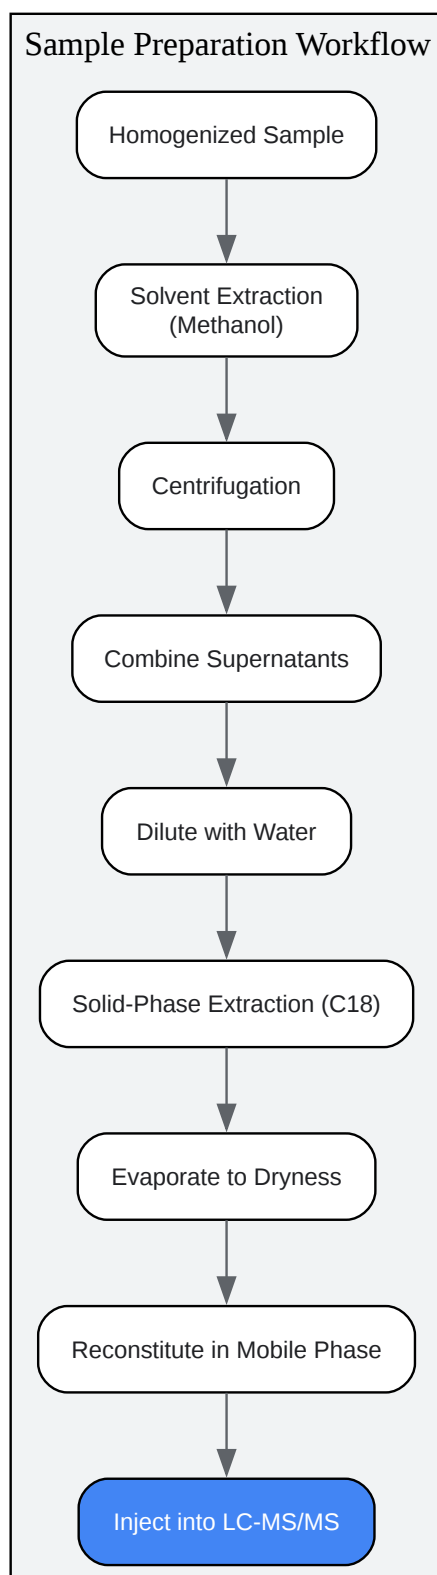 Sample Preparation Workflow
Homogenized Sample
Solvent Extraction
(Methanol)
Centrifugation
Combine Supernatants
Dilute with Water
Solid-Phase Extraction (C18)
Evaporate to Dryness
Reconstitute in Mobile Phase
Inject into LC-MS/MS